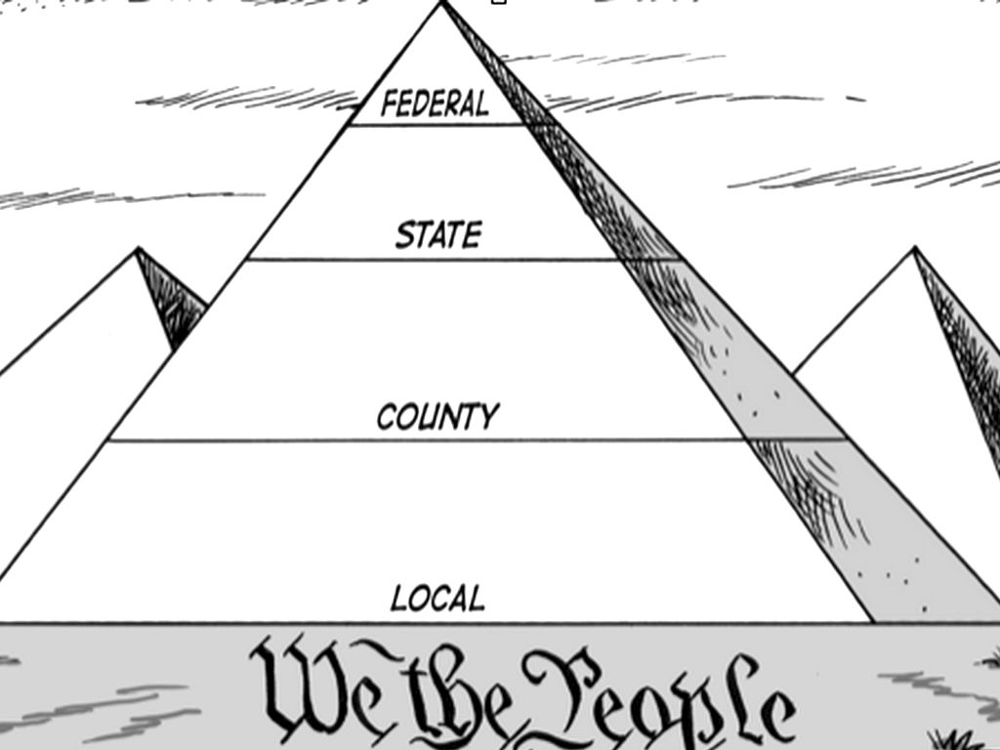 FEDERAL
STATE
COUNTY
LOCAL
We the People